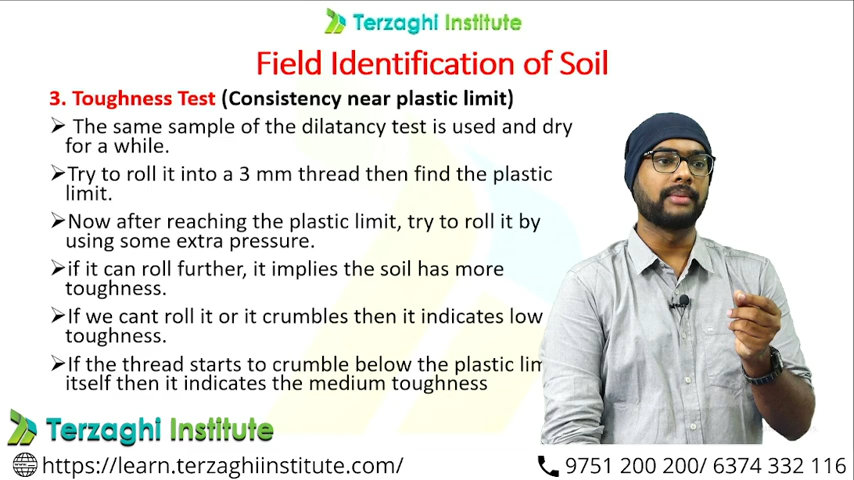 Terzaghi Institute
Field Identification of Soil
3. Toughness Test (Consistency near plastic limit)
The same sample of the dilatancy test is used and dry
for a while.
Try to roll it into a 3 mm thread then find the plastic
limit.
Now after reaching the plastic limit, try to roll it by
using some extra pressure.
if it can roll further, it implies the soil has more
toughness.
If we cant roll it or it crumbles then it indicates low
toughness.
If the thread starts to crumble below the plastic lim
itself then it indicates the medium toughness
Terzaghi Institute
https://learn.terzaghiinstitute.com/
9751 200 200/ 6374 332 116